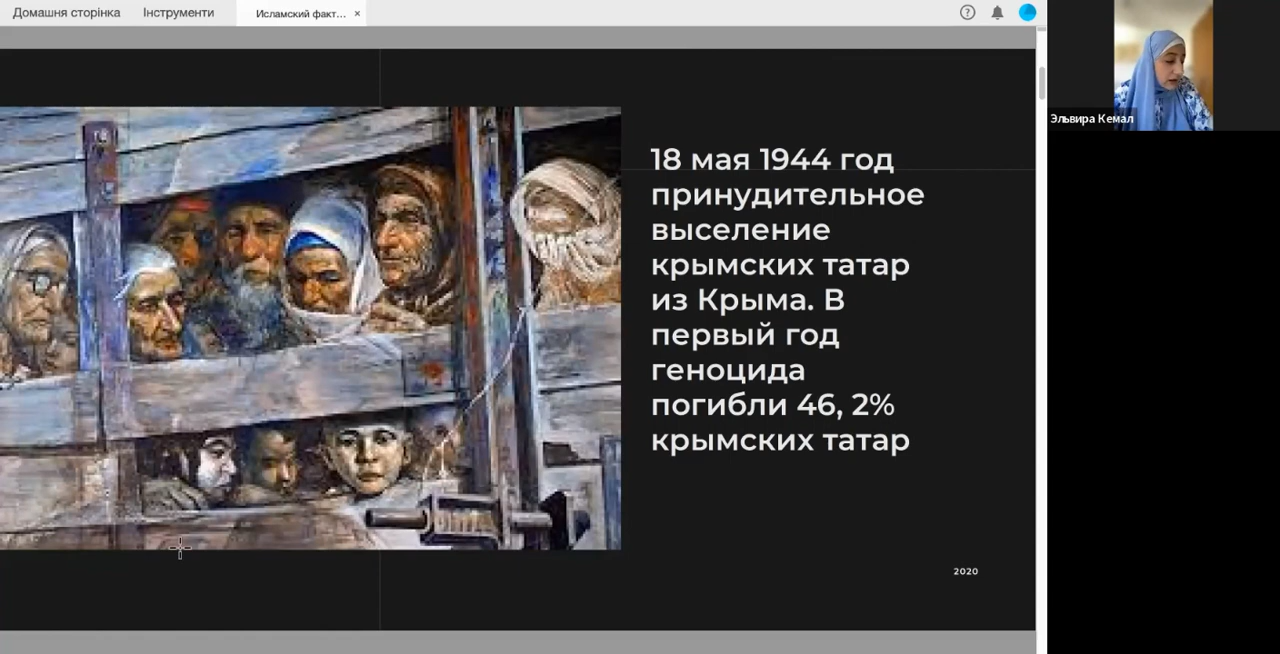 Домашня сторінка
Інструменти
Исламский факт...
18 мая 1944 год
принудительное
выселение
крымских татар
из Крыма. В
первый год
геноцида
погибли 46, 2%
крымских татар
2020
Эльвира Кемал